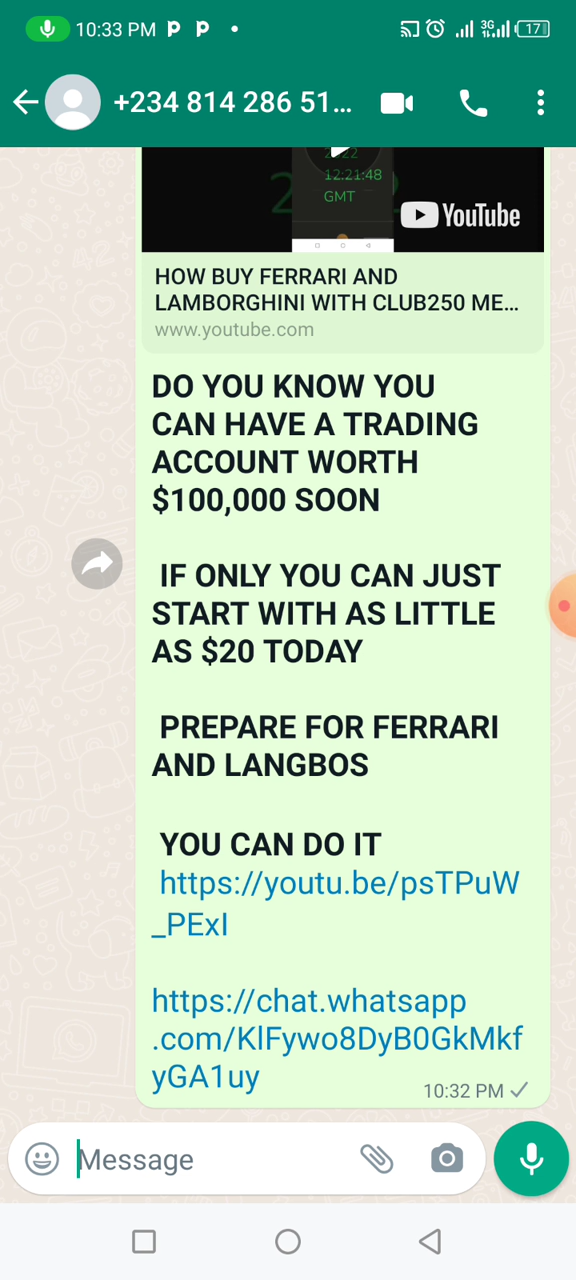 10:33 PM
3G
17
+234 814 286 51...
2022
12:21:48
GMT
YouTube
HOW BUY FERRARI AND
LAMBORGHINI WITH CLUB250 ME...
www.youtube.com
DO YOU KNOW YOU
CAN HAVE A TRADING
ACCOUNT WORTH
$100,000 SOON
IF ONLY YOU CAN JUST
START WITH AS LITTLE
AS $20 TODAY
PREPARE FOR FERRARI
AND LANGBOS
YOU CAN DO IT
https://youtu.be/psTPuW
_PExI
https://chat.whatsapp
.com/KlFywo8DyB0GkMkf
yGA1uy
10:32 PM
Message